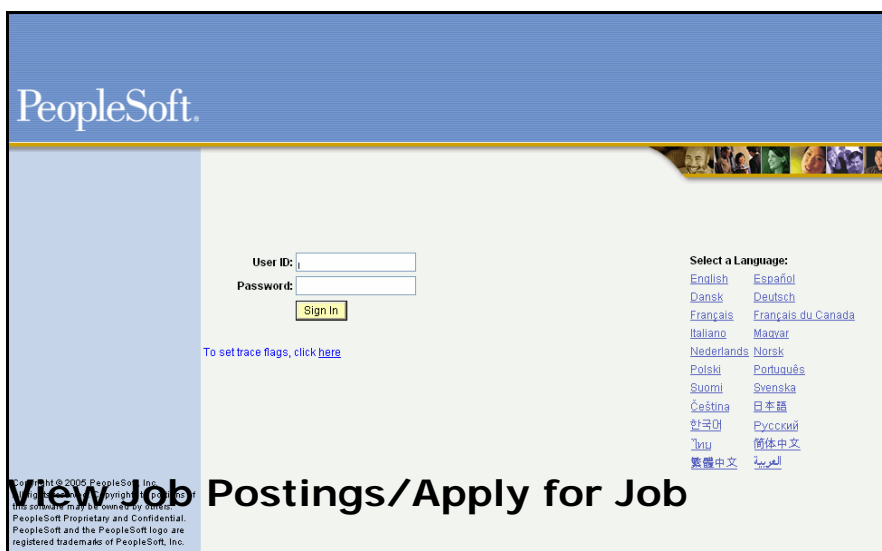 PeopleSoft.
User ID:
Password:
Sign In
To set trace flags, click here
Select a Language:
English Español
Dansk Deutsch
Français Français du Canada
Italiano Magyar
Nederlands Norsk
Polski Português
Suomi Svenska
Čeština 日本語
한국어 Русский
ไทย 简体中文
繁體中文 العربية
View Job Postings/Apply for Job
Copyright © 2005 PeopleSoft, Inc.
this software may be owned by others.
PeopleSoft Proprietary and Confidential.
PeopleSoft and the PeopleSoft logo are
registered trademarks of PeopleSoft, Inc.